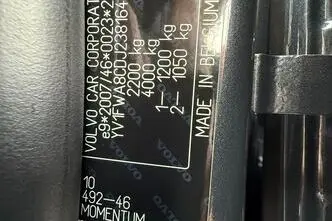 VOLVO CAR CORPORAT
e9*2007/46*0023*2
YV1FWA8CDJ238164
2200 kg
4000 kg
1– 1200 kg
2– 1050 kg
MADE IN BELGIUM
10
492–46
MOMENTUM